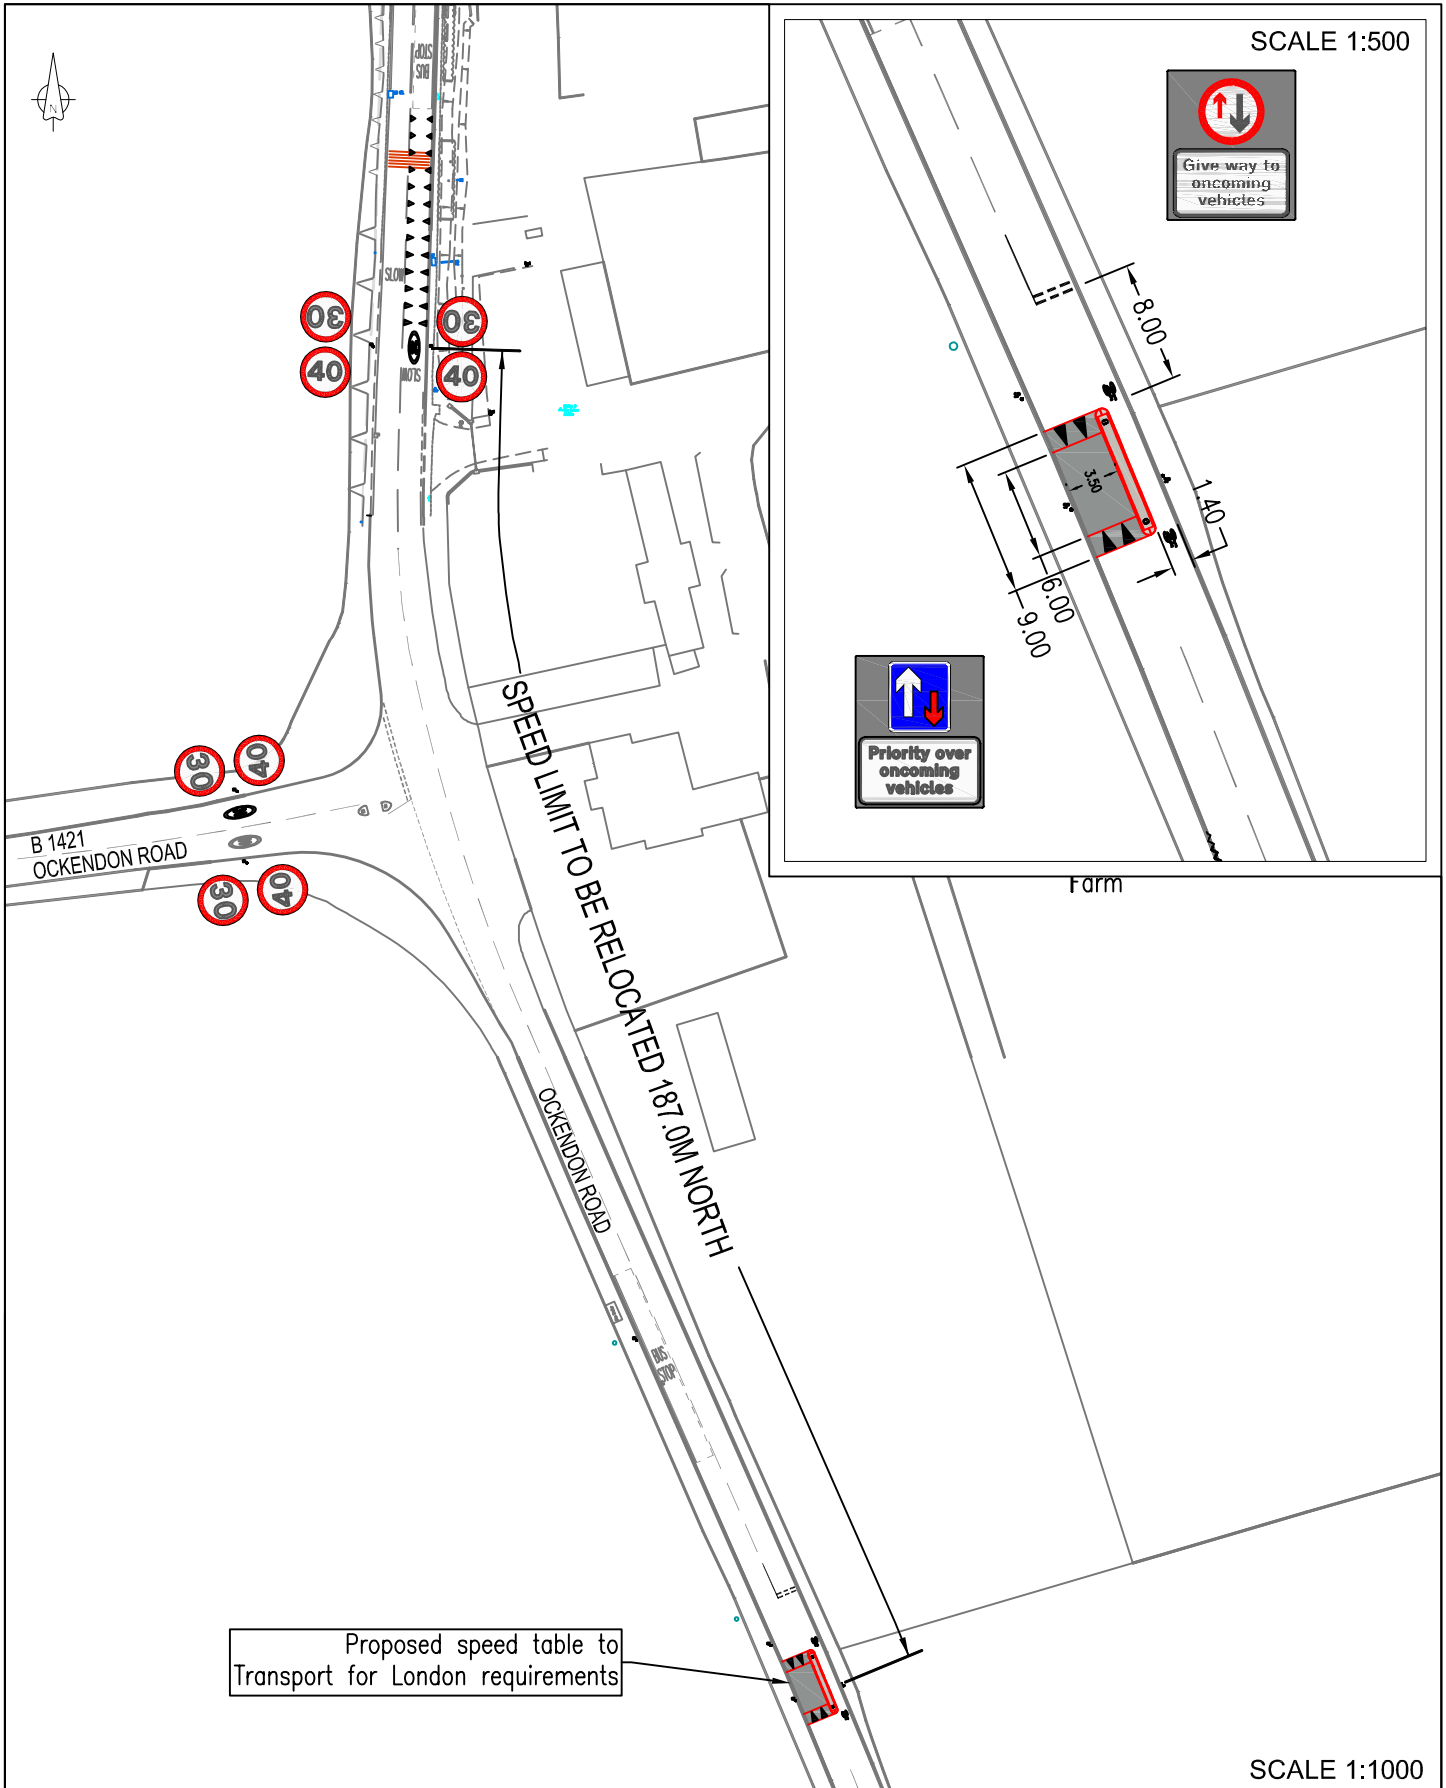 SCALE 1:500
Give way to
oncoming
vehicles
8.00
3.50
1.40
6.00
9.00
Priority over
oncoming
vehicles
N
BUS
STOP
SLOW
30
30
40
40
SLOW
SPEED LIMIT TO BE RELOCATED 187.0M NORTH
30
40
B 1421
OCKENDON ROAD
30
40
Farm
OCKENDON ROAD
BUS
STOP
Proposed speed table to
Transport for London requirements
SCALE 1:1000